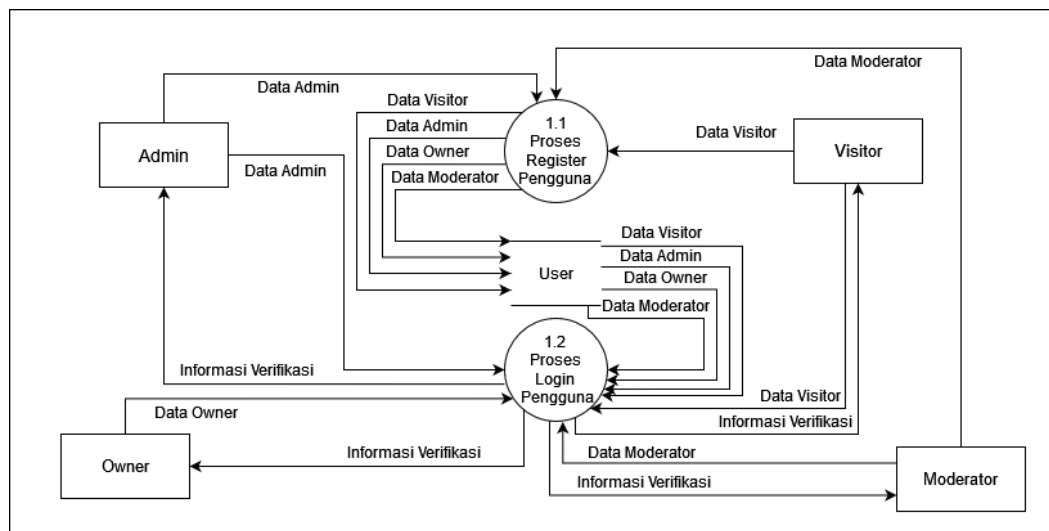 Data Moderator
Data Admin
Data Visitor
Data Admin
Data Owner
Data Moderator
1.1
Proses
Register
Pengguna
Data Visitor
Visitor
Admin
Data Admin
User
Data Visitor
Data Admin
Data Owner
Data Moderator
1.2
Proses
Login
Pengguna
Informasi Verifikasi
Data Visitor
Informasi Verifikasi
Data Owner
Owner
Informasi Verifikasi
Data Moderator
Informasi Verifikasi
Moderator